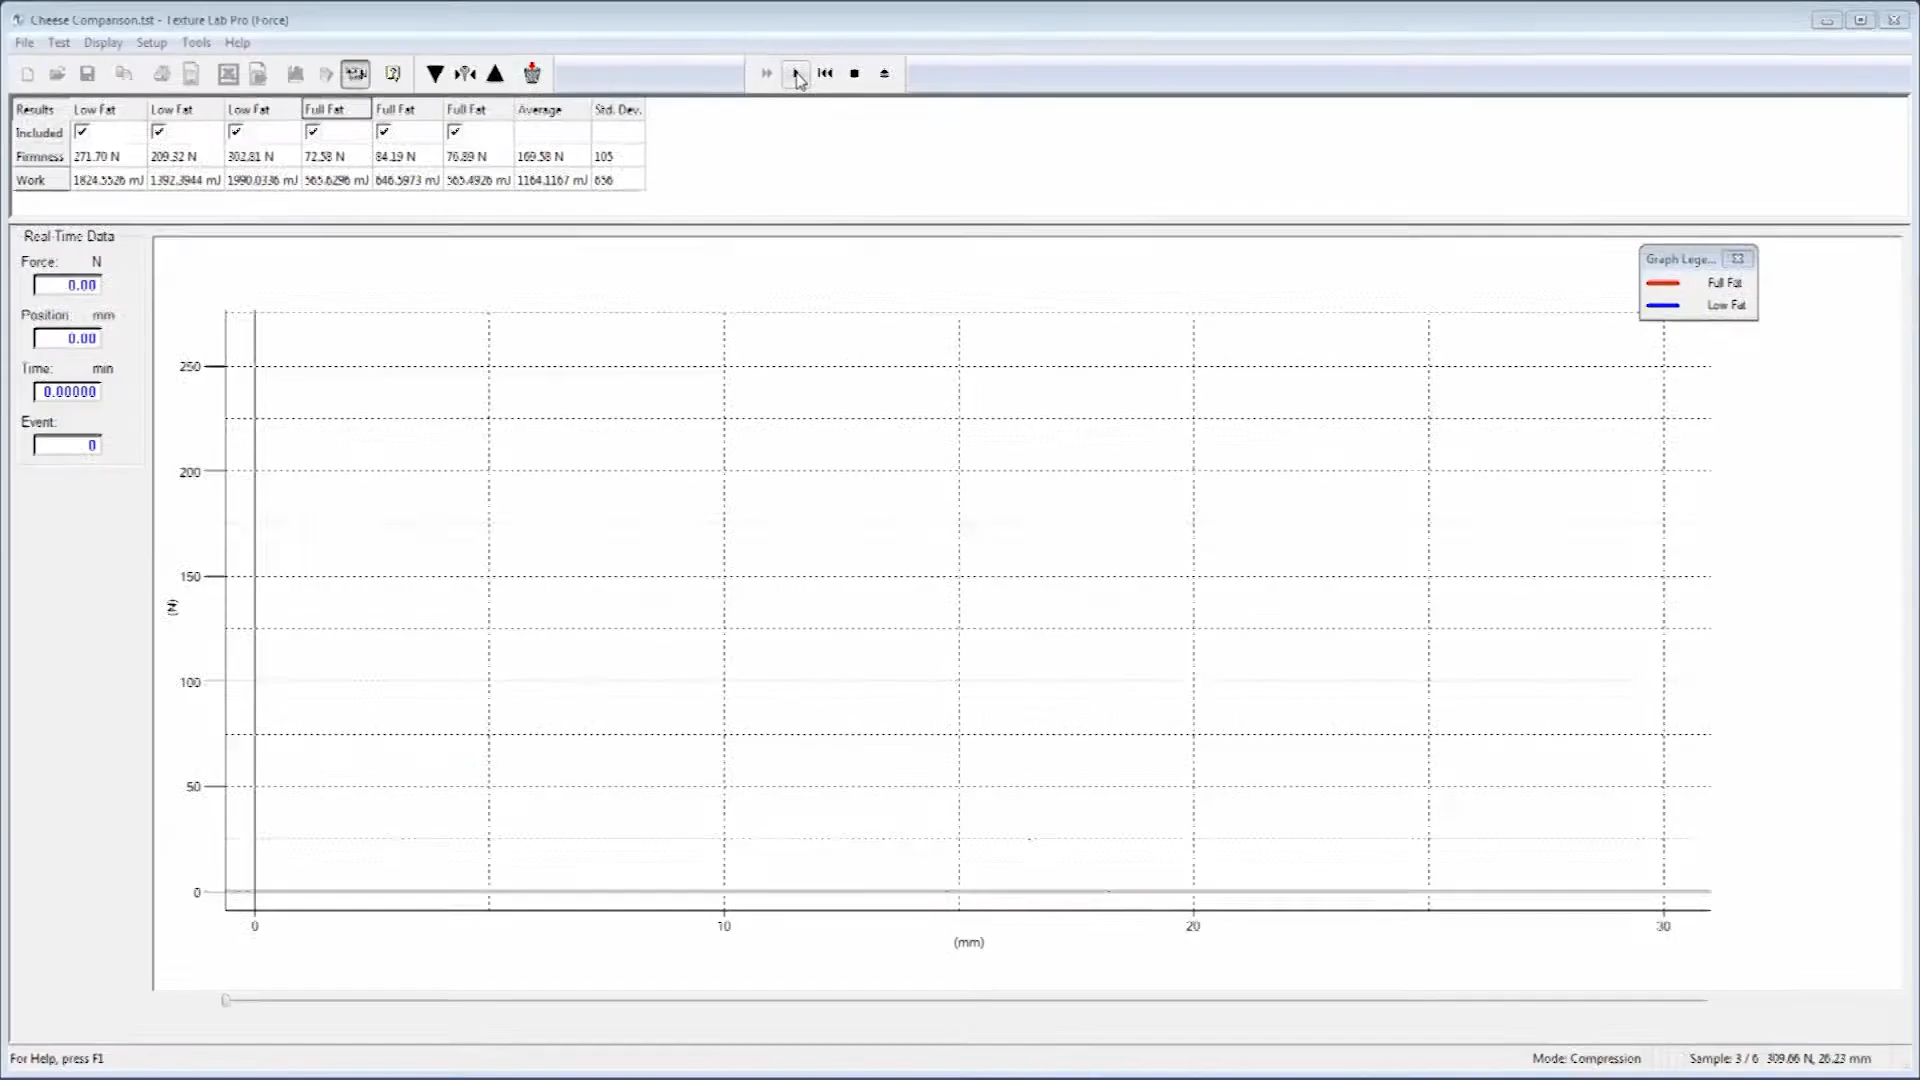 Cheese Comparison.tst - Texture Lab Pro (Force)
File Test Display Setup Tools Help
Results Low Fat Low Fat Low Fat Full Fat Full Fat Full Fat Average Std. Dev.
Included
Firmness 271.70 N 209.32 N 302.81 N 72.58 N 84.19 N 76.89 N 169.58 N 105
Work 1824.5526 mJ 1392.3944 mJ 1990.0336 mJ 565.6296 mJ 646.5973 mJ 565.4926 mJ 1164.1167 mJ 656
Real-Time Data
Force: N
0.00
Position mm
0.00
Time: min
0.00000
Event:
0
Graph Lege...
Full Fat
Low Fat
250
200
150
100
50
0
(N)
0 10 20 30
(mm)
For Help, press F1
Mode: Compression
Sample: 3 / 6 309.66 N, 26.23 mm